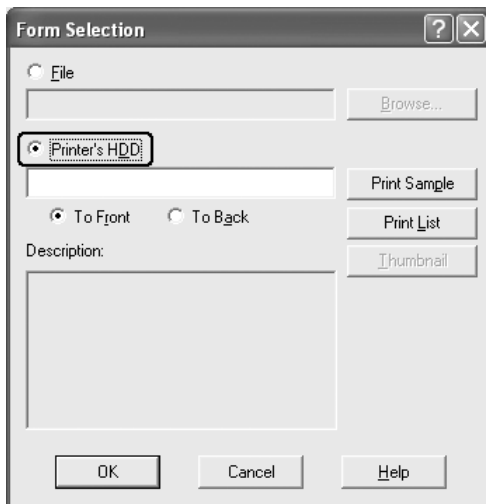 Form Selection
File
Browse...
Printer's HDD
Print Sample
To Front To Back
Print List
Description:
Thumbnail
OK Cancel Help